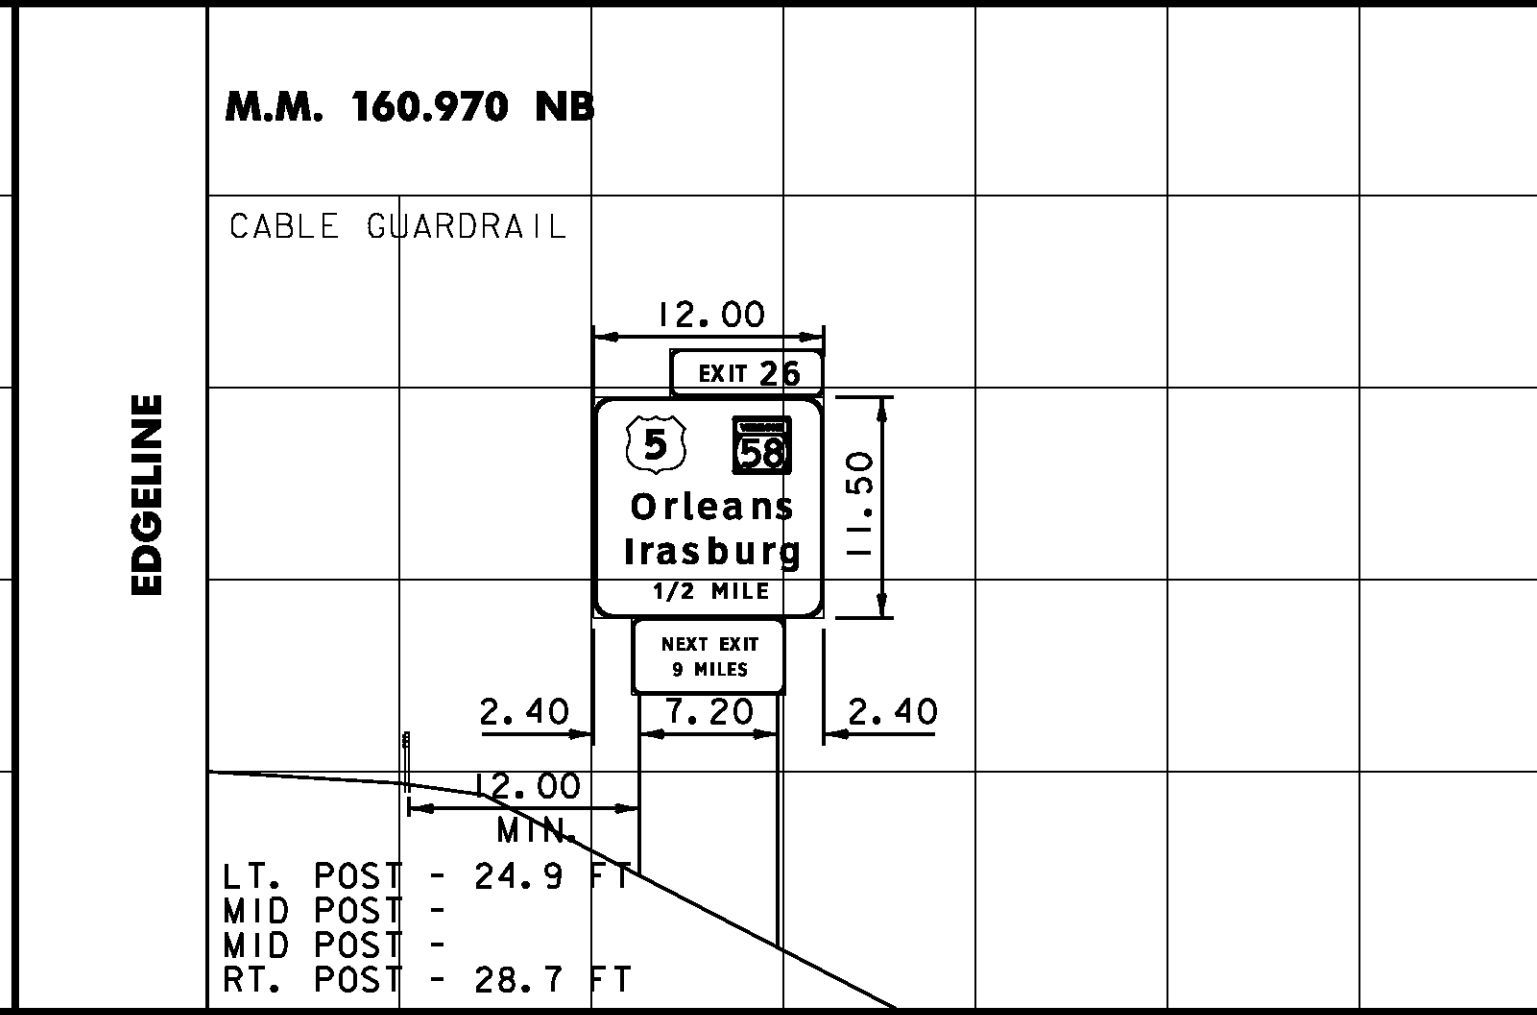 M.M. 160.970 NB
CABLE GUARDRAIL
12.00
EXIT 26
5
VERMONT
58
Orleans
Irasburg
1/2 MILE
11.50
NEXT EXIT
9 MILES
2.40
7.20
2.40
EDGELINE
12.00
MIN.
LT. POST - 24.9 FT
MID POST -
MID POST -
RT. POST - 28.7 FT